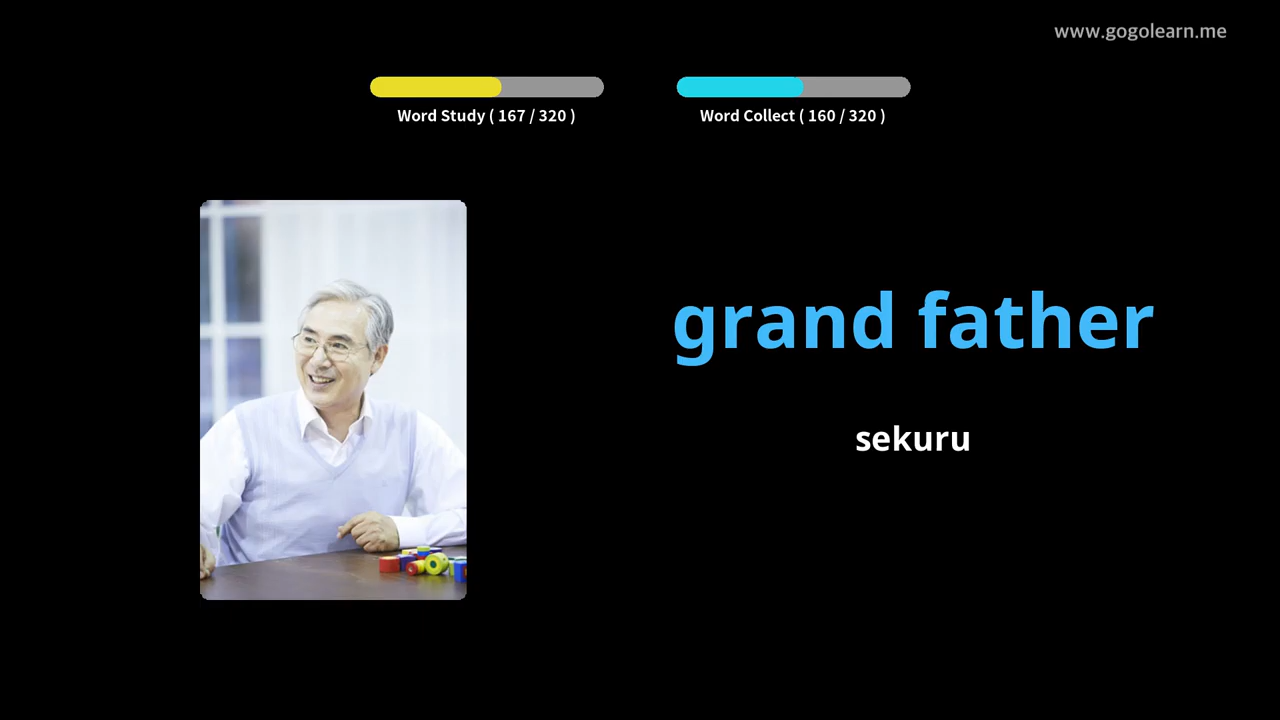 www.gogolearn.me
Word Study ( 167 / 320 )
Word Collect ( 160 / 320 )
grand father
sekuru